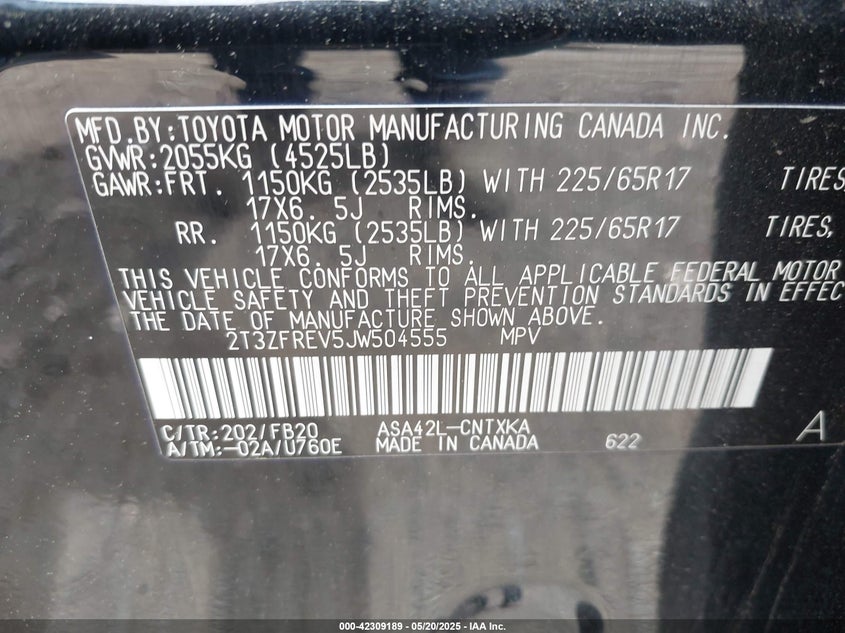 MFD.BY:TOYOTA MOTOR MANUFACTURING CANADA INC.
GVWR:2055KG (4525LB)
GAWR:FRT. 1150KG (2535LB) WITH 225/65R17 TIRES
17X6. 5J RIMS.
RR. 1150KG (2535LB) WITH 225/65R17 TIRES,
17X6. 5J RIMS.
THIS VEHICLE CONFORMS TO ALL APPLICABLE FEDERAL MOTOR
VEHICLE SAFETY AND THEFT PREVENTION STANDARDS IN EFFEC
THE DATE OF MANUFACTURE SHOWN ABOVE.
2T3ZFREV5JW504555 MPV
C/TR:202/FB20 ASA42L-CNTXKA A
A/TM:-02A/U760E MADE IN CANADA 622
000-42309189 - 05/20/2025 - IAA Inc.